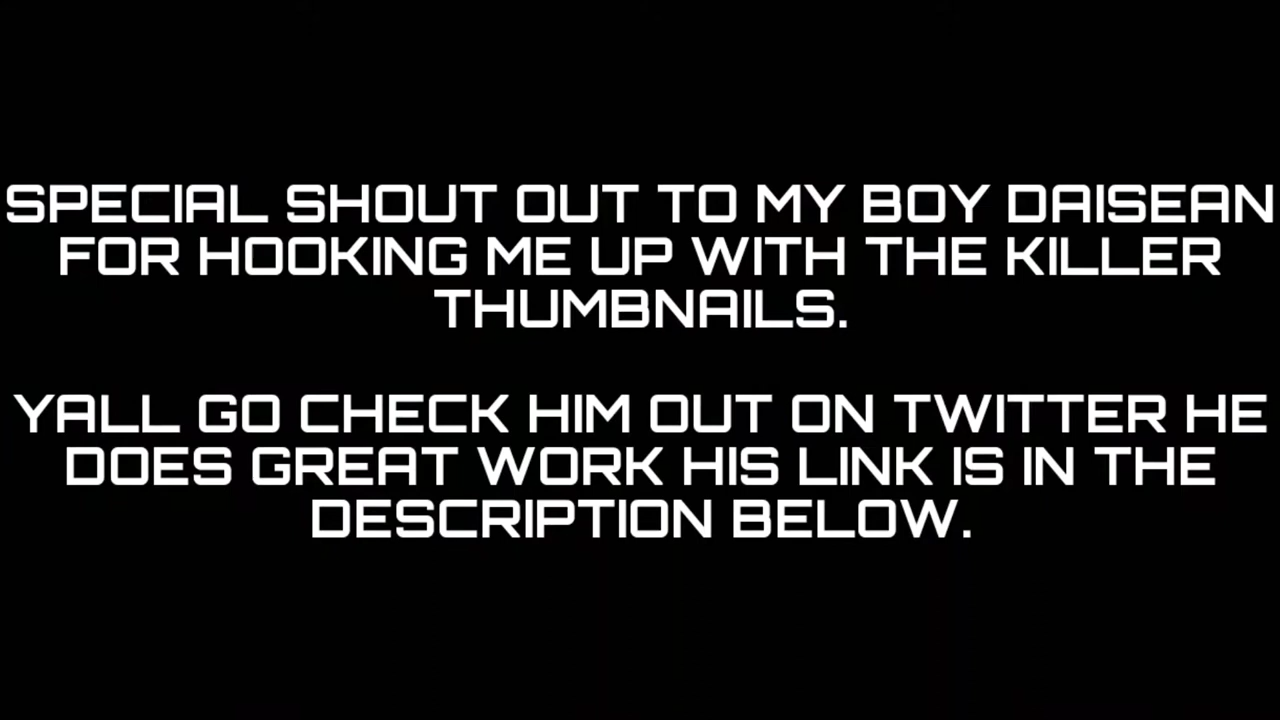 SPECIAL SHOUT OUT TO MY BOY DAISEAN
FOR HOOKING ME UP WITH THE KILLER
THUMBNAILS.
YALL GO CHECK HIM OUT ON TWITTER HE
DOES GREAT WORK HIS LINK IS IN THE
DESCRIPTION BELOW.